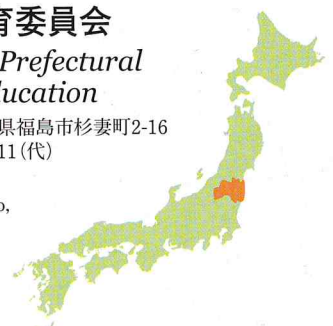 育委員会
Prefectural
ucation
県福島市杉妻町2-16
11(代)
o,